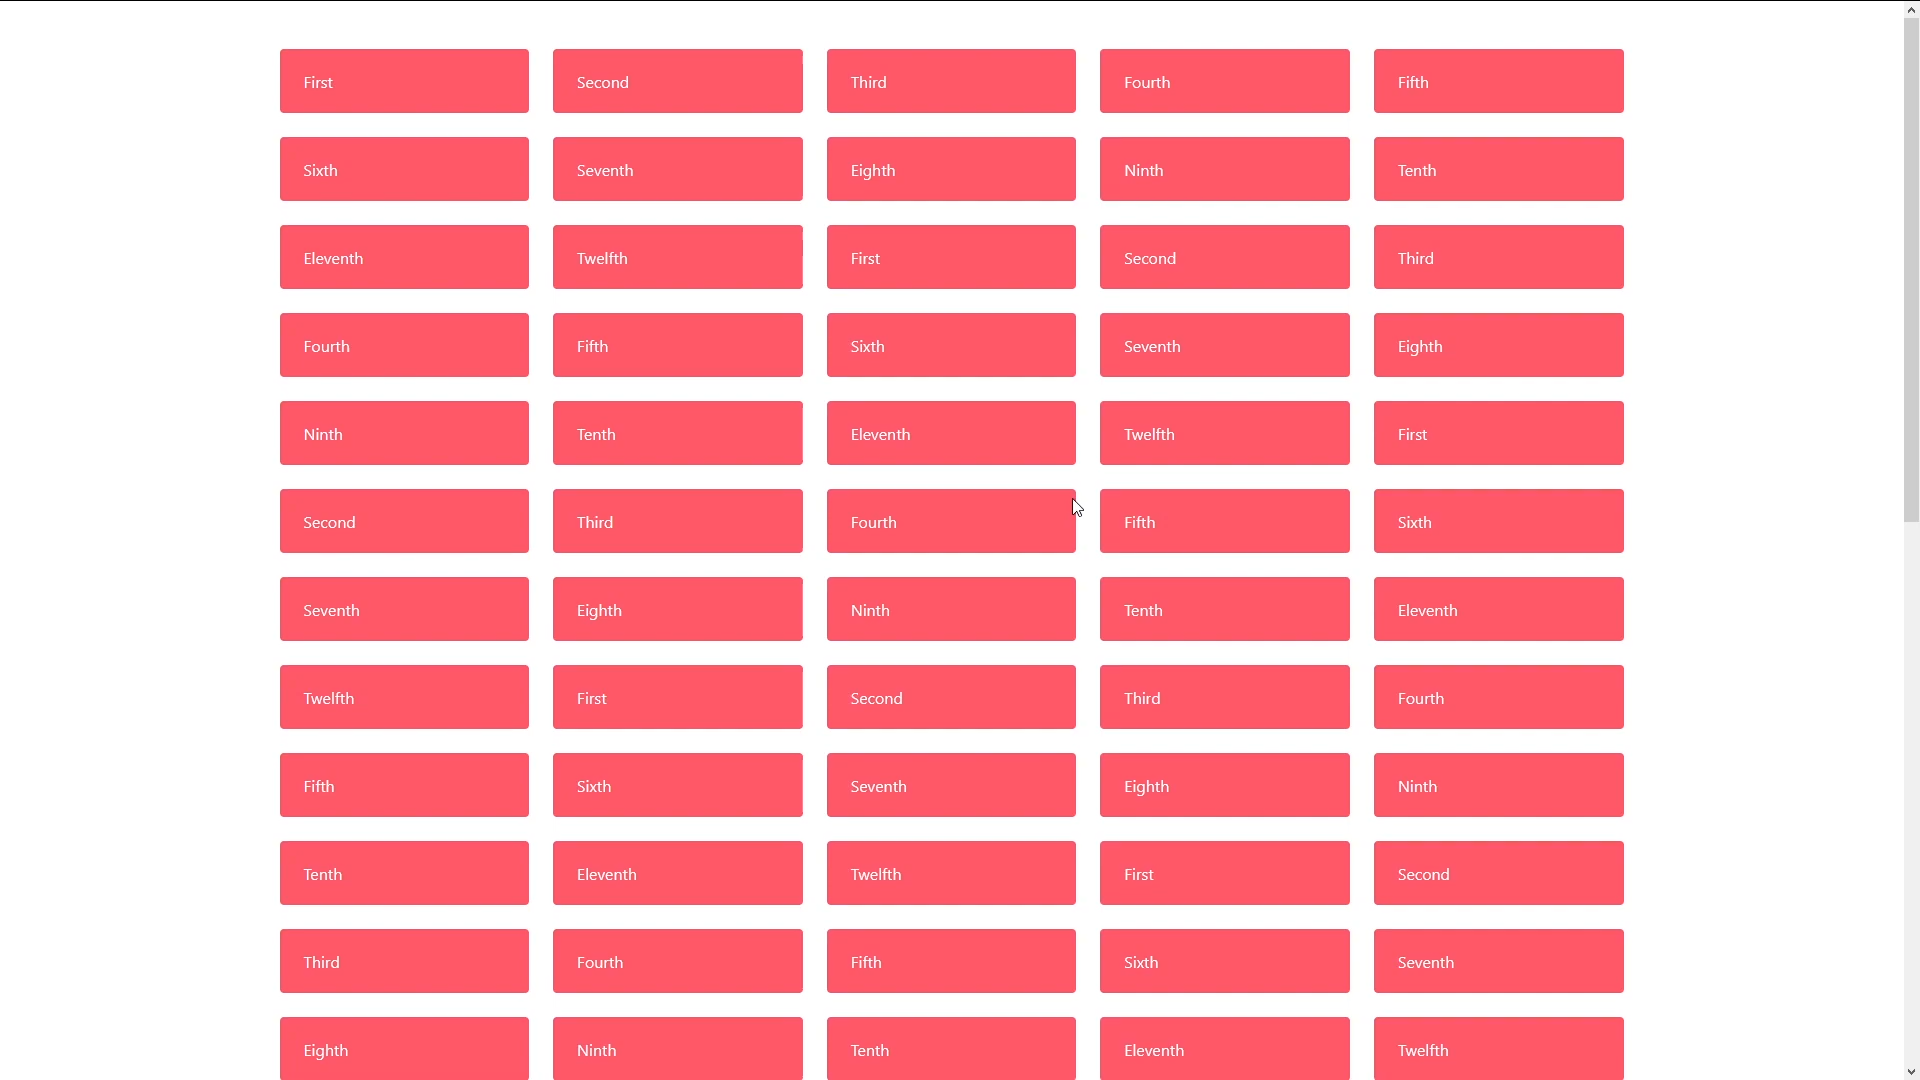 First Second Third Fourth Fifth
Sixth Seventh Eighth Ninth Tenth
Eleventh Twelfth First Second Third
Fourth Fifth Sixth Seventh Eighth
Ninth Tenth Eleventh Twelfth First
Second Third Fourth Fifth Sixth
Seventh Eighth Ninth Tenth Eleventh
Twelfth First Second Third Fourth
Fifth Sixth Seventh Eighth Ninth
Tenth Eleventh Twelfth First Second
Third Fourth Fifth Sixth Seventh
Eighth Ninth Tenth Eleventh Twelfth